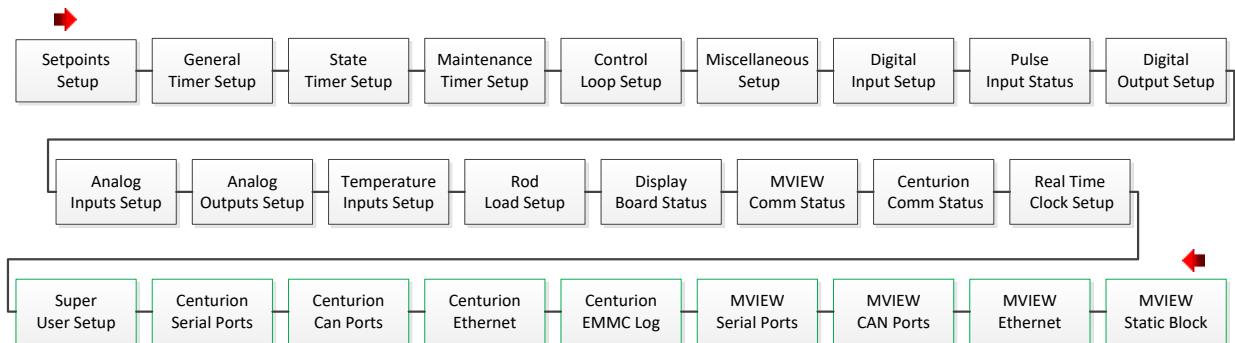 Setpoints
Setup
General
Timer Setup
State
Timer Setup
Maintenance
Timer Setup
Control
Loop Setup
Miscellaneous
Setup
Digital
Input Setup
Pulse
Input Status
Digital
Output Setup
Analog
Inputs Setup
Analog
Outputs Setup
Temperature
Inputs Setup
Rod
Load Setup
Display
Board Status
MVIEW
Comm Status
Centurion
Comm Status
Real Time
Clock Setup
Super
User Setup
Centurion
Serial Ports
Centurion
Can Ports
Centurion
Ethernet
Centurion
EMMC Log
MVIEW
Serial Ports
MVIEW
CAN Ports
MVIEW
Ethernet
MVIEW
Static Block